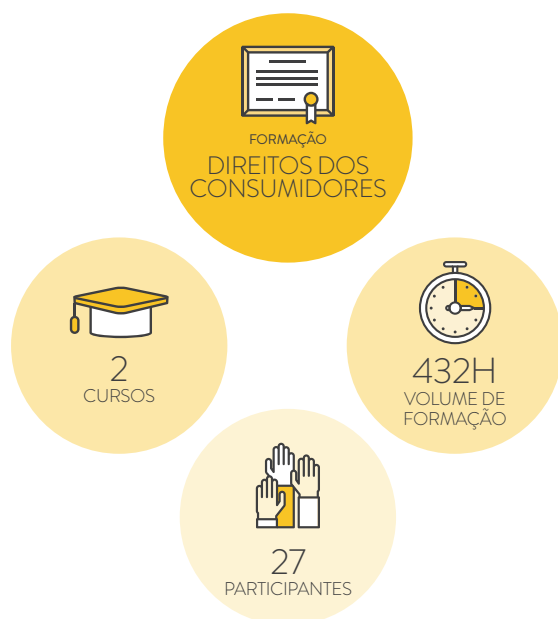 FORMAÇÃO
DIREITOS DOS
CONSUMIDORES
2
CURSOS
432H
VOLUME DE
FORMAÇÃO
27
PARTICIPANTES